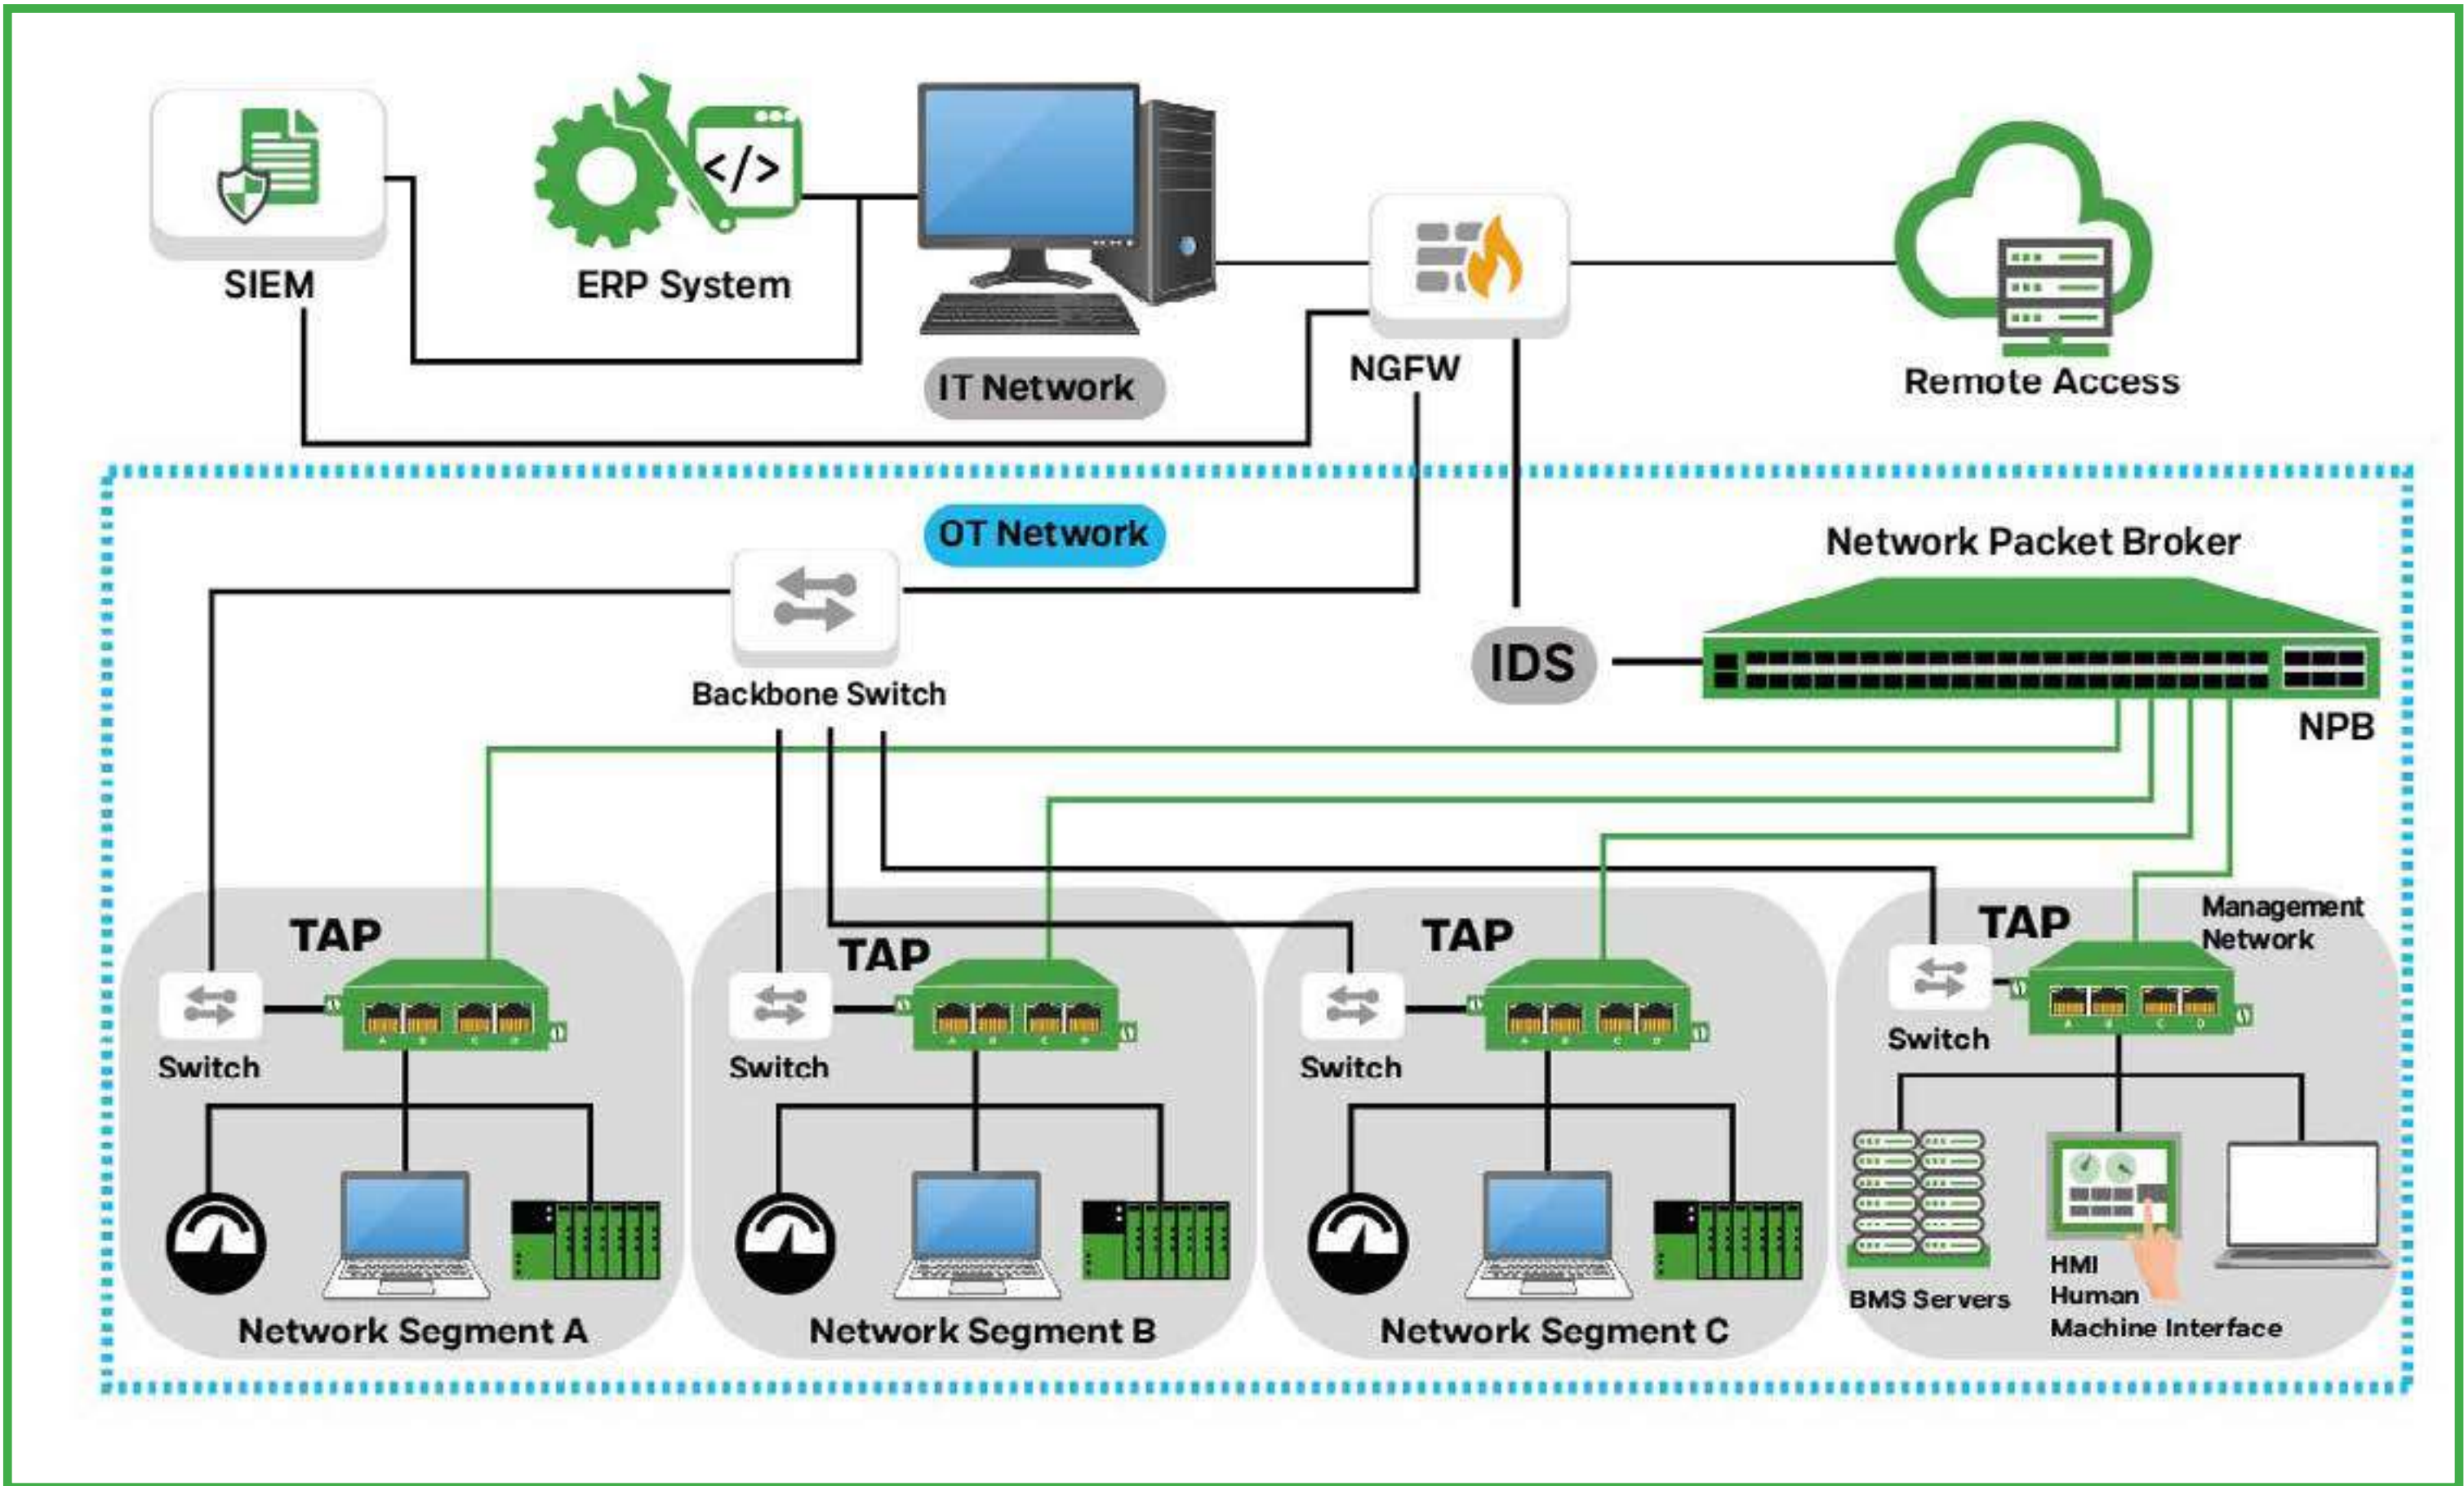 </>
SIEM
ERP System
IT Network
NGFW
Remote Access
OT Network
Network Packet Broker
IDS
Backbone Switch
NPB
TAP
TAP
TAP
TAP
Management
Network
Switch
Switch
Switch
Switch
A B C D
Network Segment A
Network Segment B
Network Segment C
BMS Servers
HMI
Human
Machine Interface